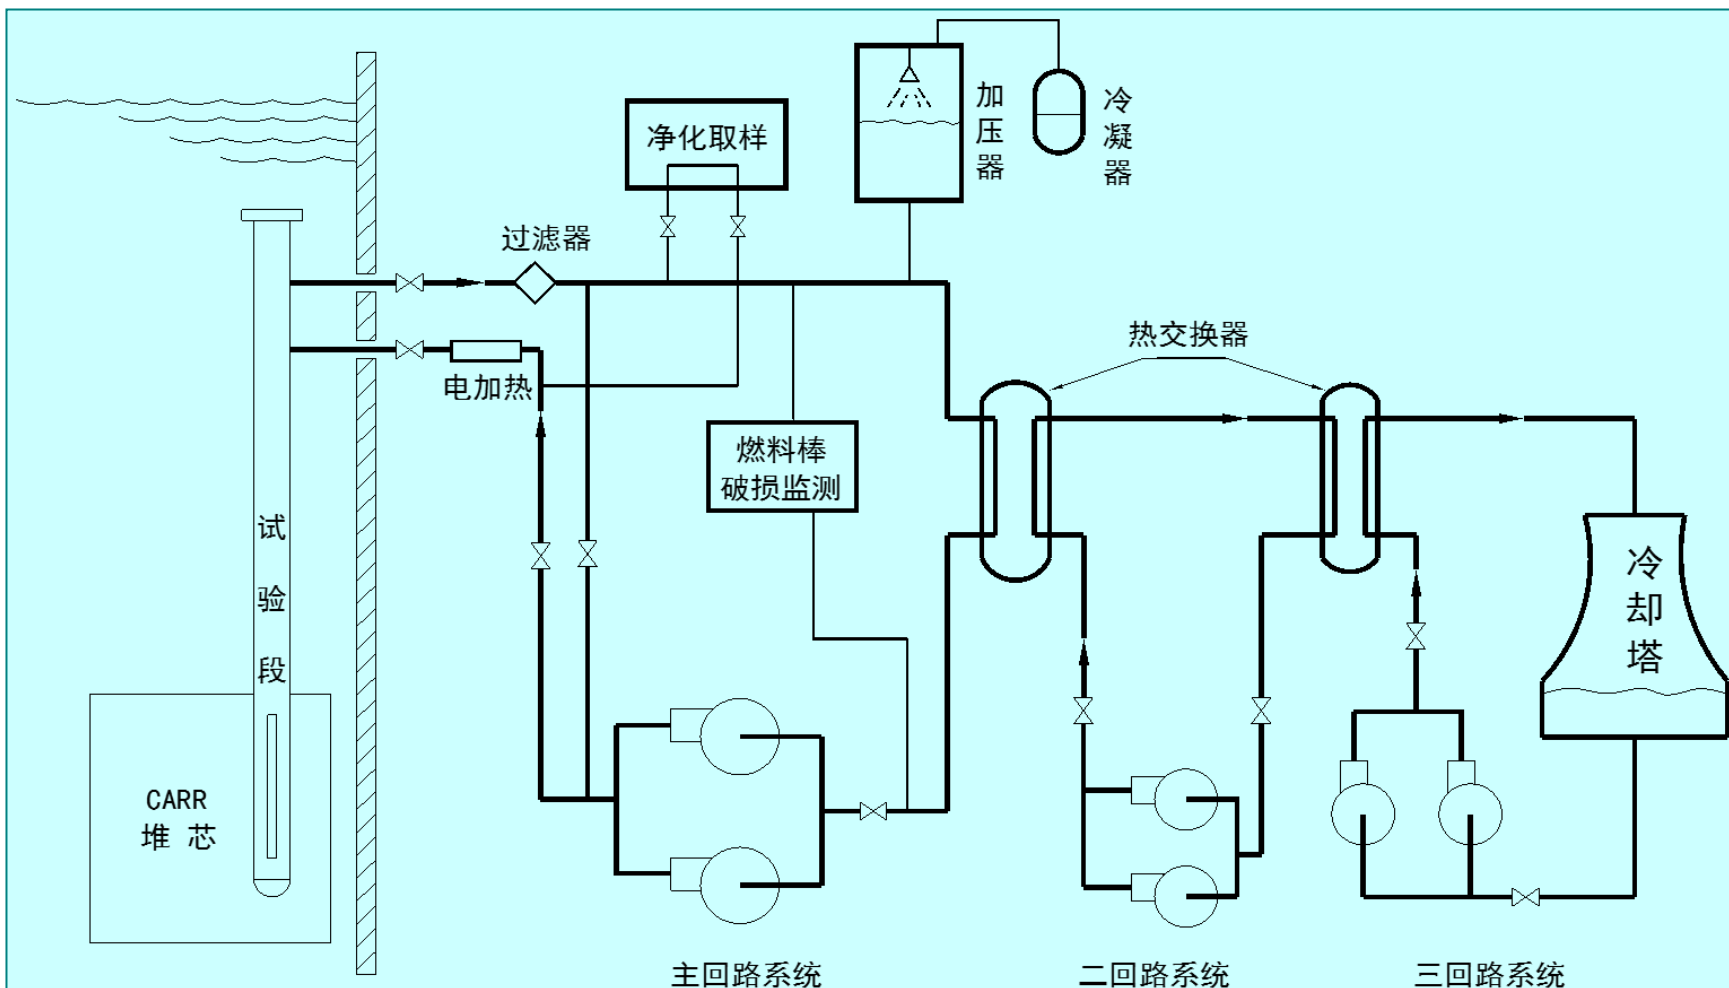 加压器
冷凝器
净化取样
过滤器
热交换器
电加热
燃料棒
破损监测
试验段
冷却塔
CARR
堆芯
主回路系统
二回路系统
三回路系统